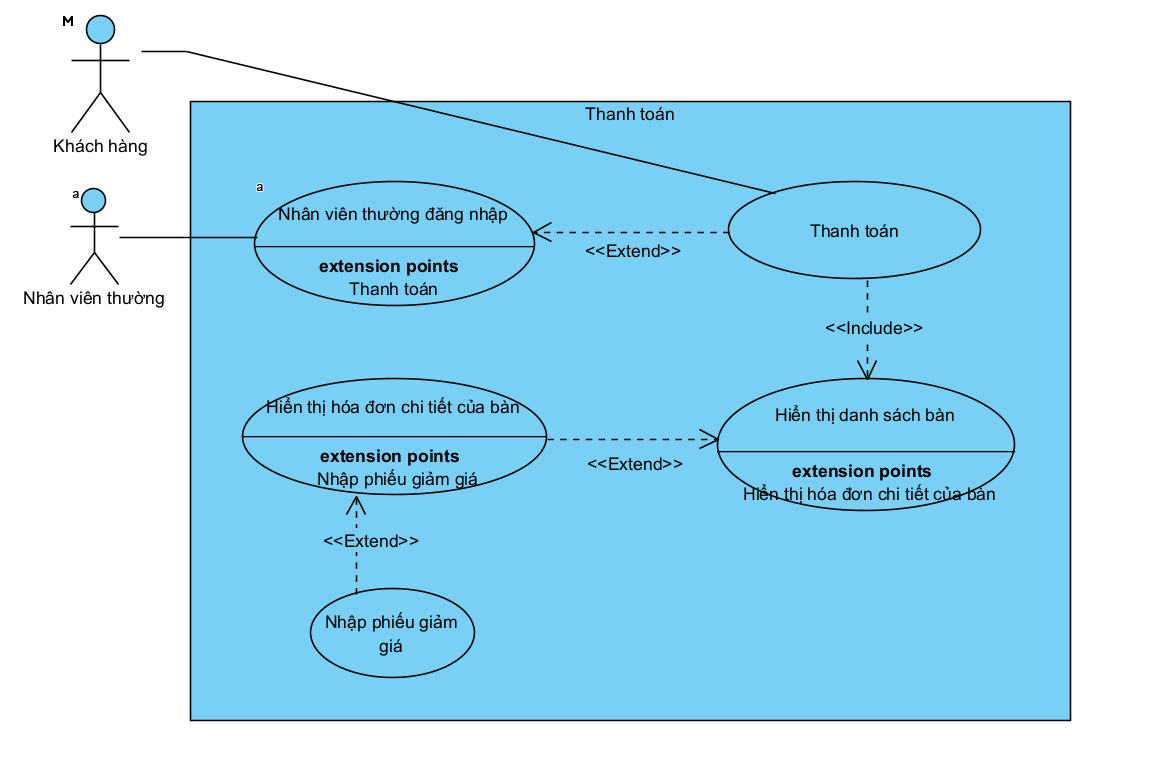 M
Khách hàng
Thanh toán
a
Nhân viên thường
a
Nhân viên thường đăng nhập
extension points
Thanh toán
<<Extend>>
Thanh toán
<<Include>>
Hiển thị hóa đơn chi tiết của bàn
extension points
Nhập phiếu giảm giá
<<Extend>>
Hiển thị danh sách bàn
extension points
Hiển thị hóa đơn chi tiết của bàn
<<Extend>>
Nhập phiếu giảm
giá